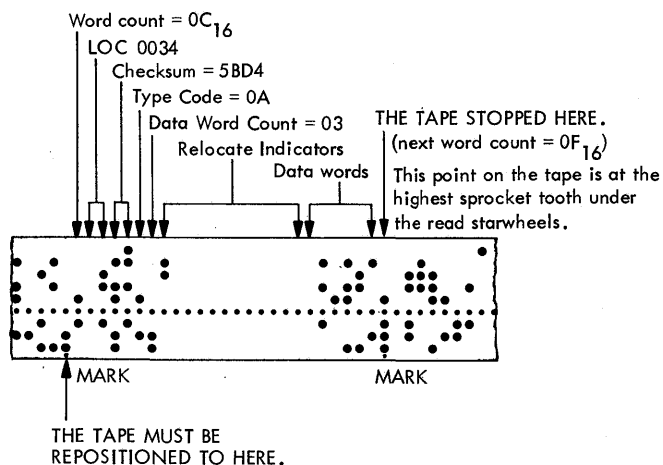 Word count = 0C16
LOC 0034
Checksum = 5BD4
Type Code = 0A
Data Word Count = 03
Relocate Indicators
Data words
THE TAPE STOPPED HERE.
(next word count = 0F16)
This point on the tape is at the
highest sprocket tooth under
the read starwheels.
MARK
MARK
THE TAPE MUST BE
REPOSITIONED TO HERE.